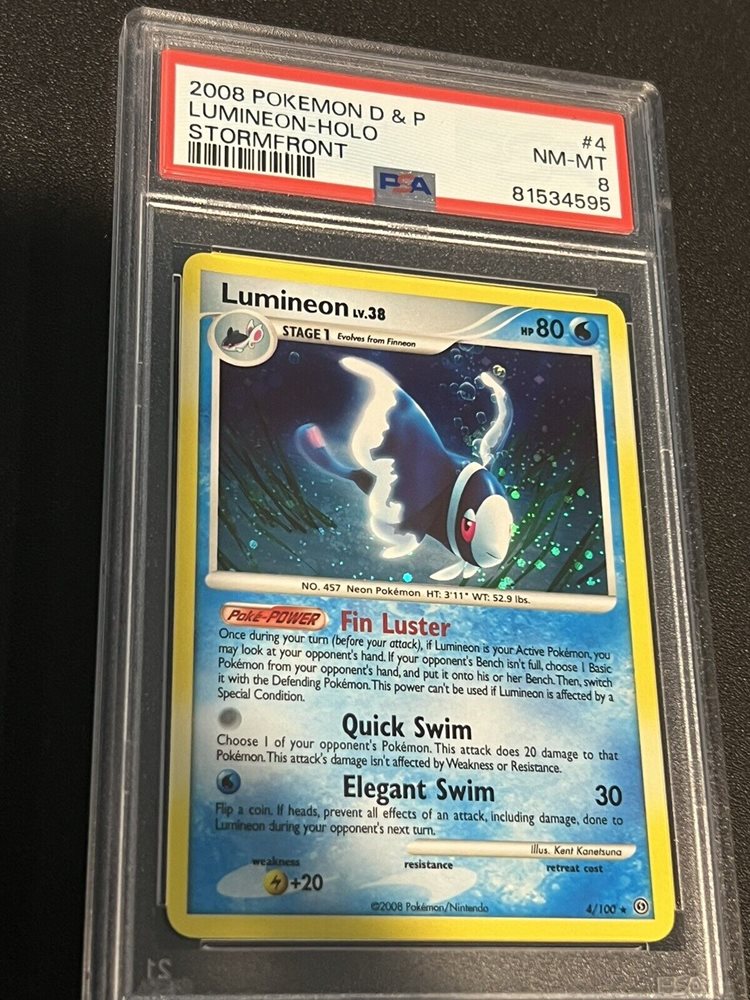 2008 POKEMON D & P
#4
LUMINEON-HOLO
NM-MT
STORMFRONT
8
PSA
81534595
Lumineon LV.38
HP 80
STAGE 1 Evolves from Finneon
NO. 457 Neon Pokémon HT: 3'11" WT: 52.9 lbs.
Poké-POWER Fin Luster
Once during your turn (before your attack), if Lumineon is your Active Pokémon, you
may look at your opponent's hand. If your opponent's Bench isn't full, choose 1 Basic
Pokémon from your opponent's hand, and put it onto his or her Bench. Then, switch
it with the Defending Pokémon. This power can't be used if Lumineon is affected by a
Special Condition.
Quick Swim
Choose 1 of your opponent's Pokémon. This attack does 20 damage to that
Pokémon. This attack's damage isn't affected by Weakness or Resistance.
Elegant Swim 30
Flip a coin. If heads, prevent all effects of an attack, including damage, done to
Lumineon during your opponent's next turn.
Illus. Kent Kanetsuna
weakness resistance retreat cost
+20
©2008 Pokémon/Nintendo
4/100 ★